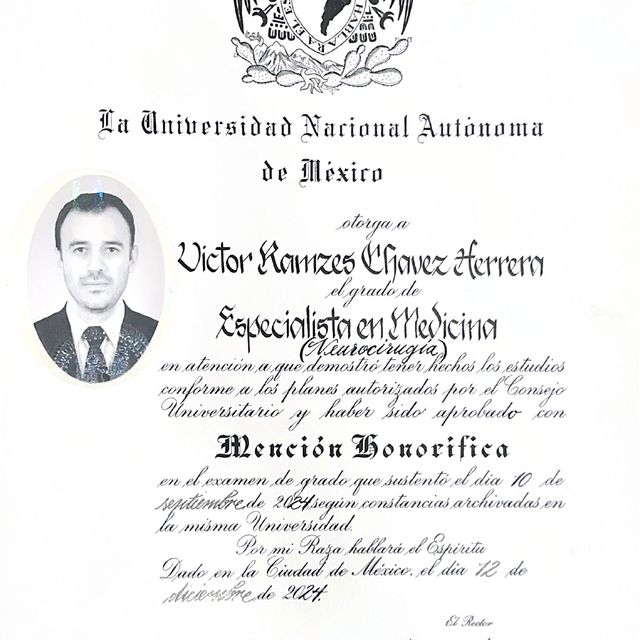 HABLARA EL ES
La Universidad Nacional Autónoma
de México
otorga a
Victor Ramzes Chavez Herrera
el grado de
Especialista en Medicina
(Neurocirugía)
en atención a que demostró tener hechos los estudios
conforme a los planes autorizados por el Consejo
Universitario y haber sido aprobado con
Mención Honorífica
en el examen de grado que sustentó el día 10 de
septiembre de 2024, según constancias archivadas en
la misma Universidad.
Por mi Raza hablará el Espíritu
Dado en la Ciudad de México, el día 12 de
diciembre de 2024.
El Rector